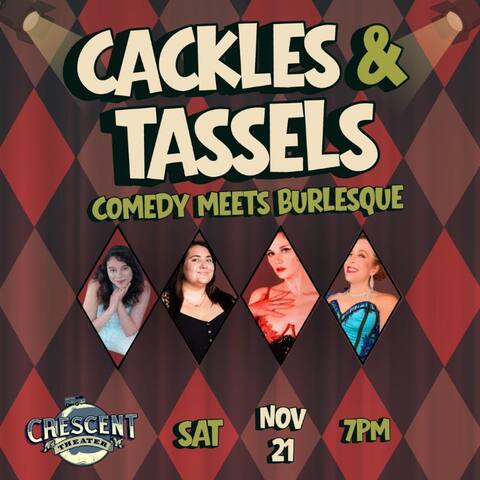 CACKLES &
TASSELS
COMEDY MEETS BURLESQUE
CRESCENT
THEATER
SAT
NOV
21
7PM